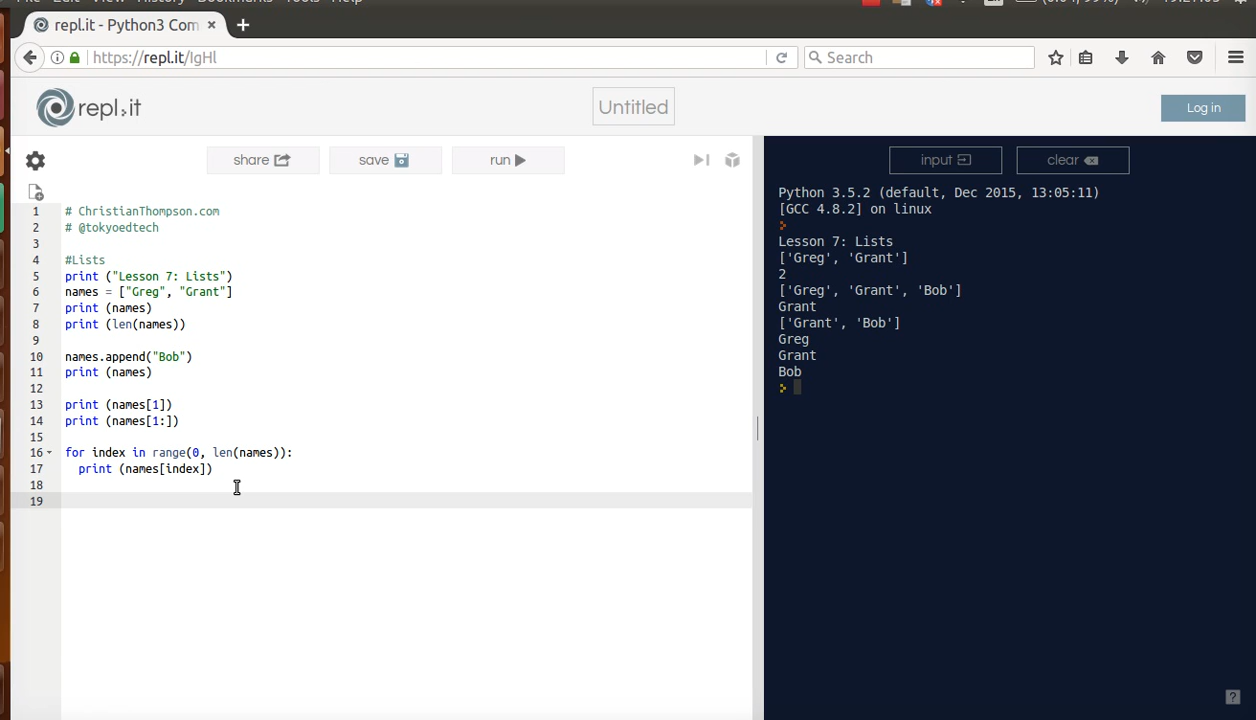 repl.it - Python3 Com × +
https://repl.it/IgHl
Search
repl.it
Untitled
Log in
share
save
run
input
clear
1 # ChristianThompson.com
2 # @tokyoedtech
3
4 #Lists
5 print ("Lesson 7: Lists")
6 names = ["Greg", "Grant"]
7 print (names)
8 print (len(names))
9
10 names.append("Bob")
11 print (names)
12
13 print (names[1])
14 print (names[1:])
15
16 for index in range(0, len(names)):
17   print (names[index])
18
19
Python 3.5.2 (default, Dec 2015, 13:05:11)
[GCC 4.8.2] on linux
Lesson 7: Lists
['Greg', 'Grant']
2
['Greg', 'Grant', 'Bob']
Grant
['Grant', 'Bob']
Greg
Grant
Bob
?